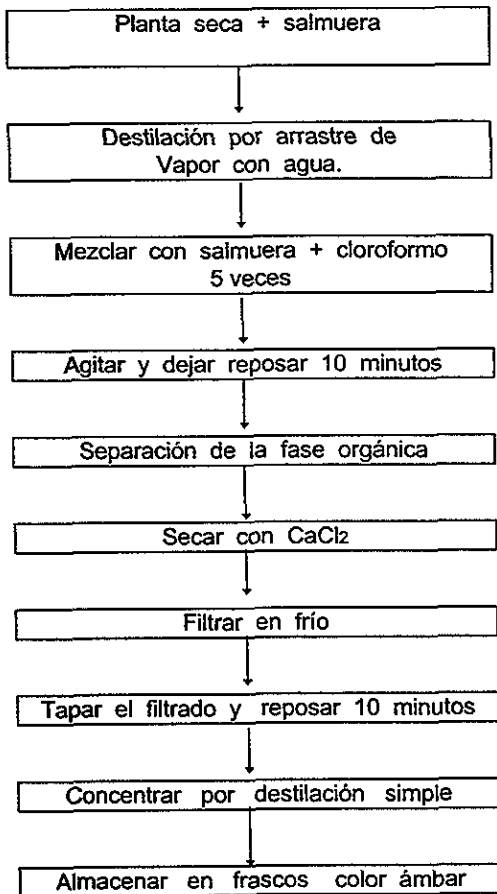 Planta seca + salmuera
Destilación por arrastre de
Vapor con agua.
Mezclar con salmuera + cloroformo
5 veces
Agitar y dejar reposar 10 minutos
Separación de la fase orgánica
Secar con CaCl2
Filtrar en frío
Tapar el filtrado y reposar 10 minutos
Concentrar por destilación simple
Almacenar en frascos color ámbar